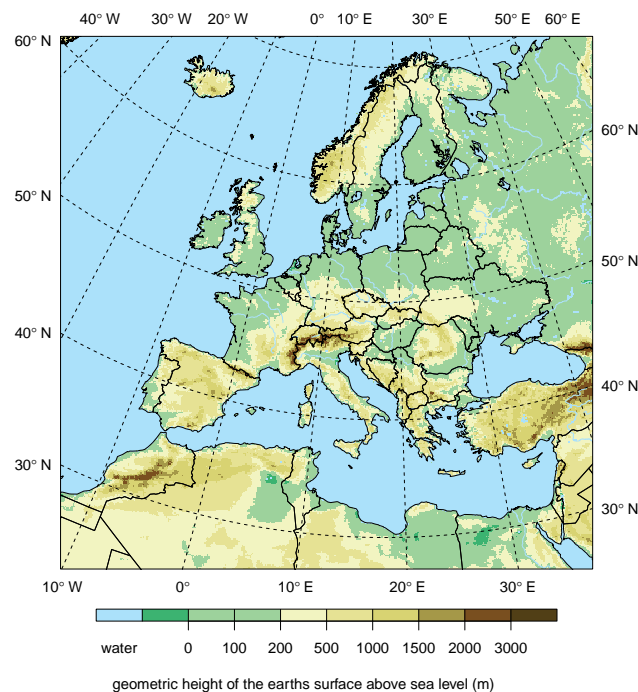 40° W 30° W 20° W 0° E 10° E 30° E 50° E 60° E
60° N
60° N
50° N
50° N
40° N
40° N
30° N
30° N
10° W 0° E 10° E 20° E 30° E
water 0 100 200 500 1000 1500 2000 3000
geometric height of the earths surface above sea level (m)